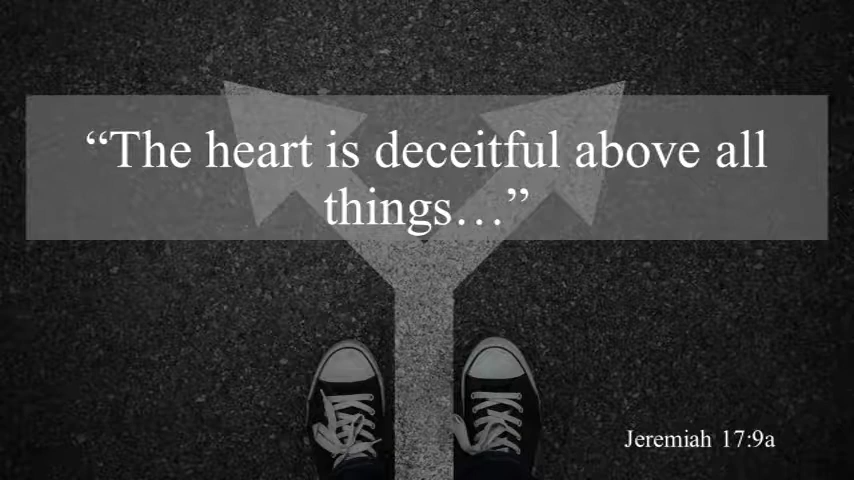 “The heart is deceitful above all
things…”
Jeremiah 17:9a